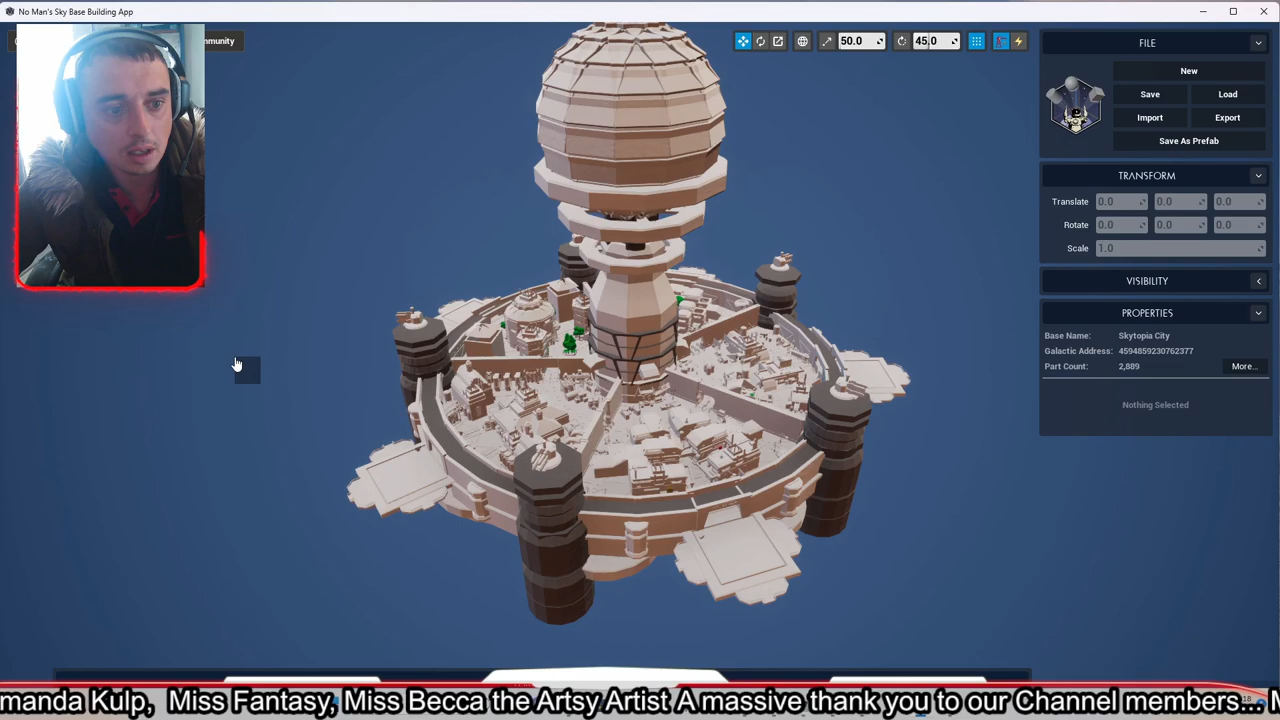 No Man's Sky Base Building App
50.0
45.0
FILE
New
Save
Load
Import
Export
Save As Prefab
TRANSFORM
Translate 0.0 0.0 0.0
Rotate 0.0 0.0 0.0
Scale 1.0
VISIBILITY
PROPERTIES
Base Name: Skytopia City
Galactic Address: 4594859230762377
Part Count: 2,889 More...
Nothing Selected
manda Kulp, Miss Fantasy, Miss Becca the Artsy Artist A massive thank you to our Channel members...